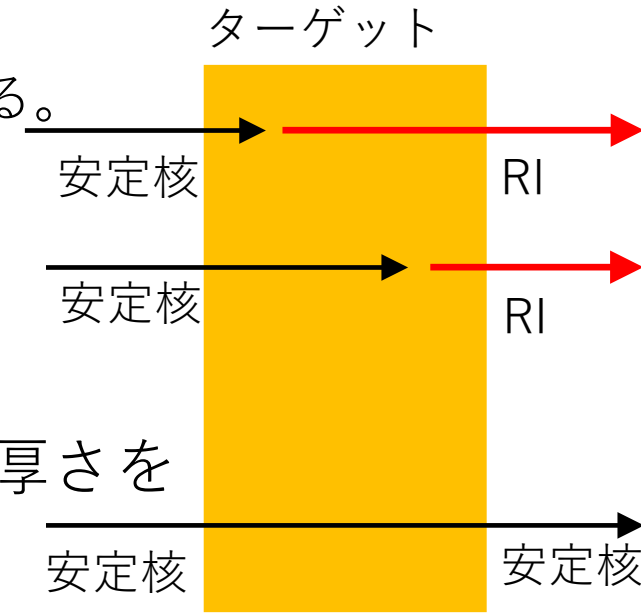 ターゲット
る。
安定核 RI
安定核 RI
厚さを
安定核 安定核